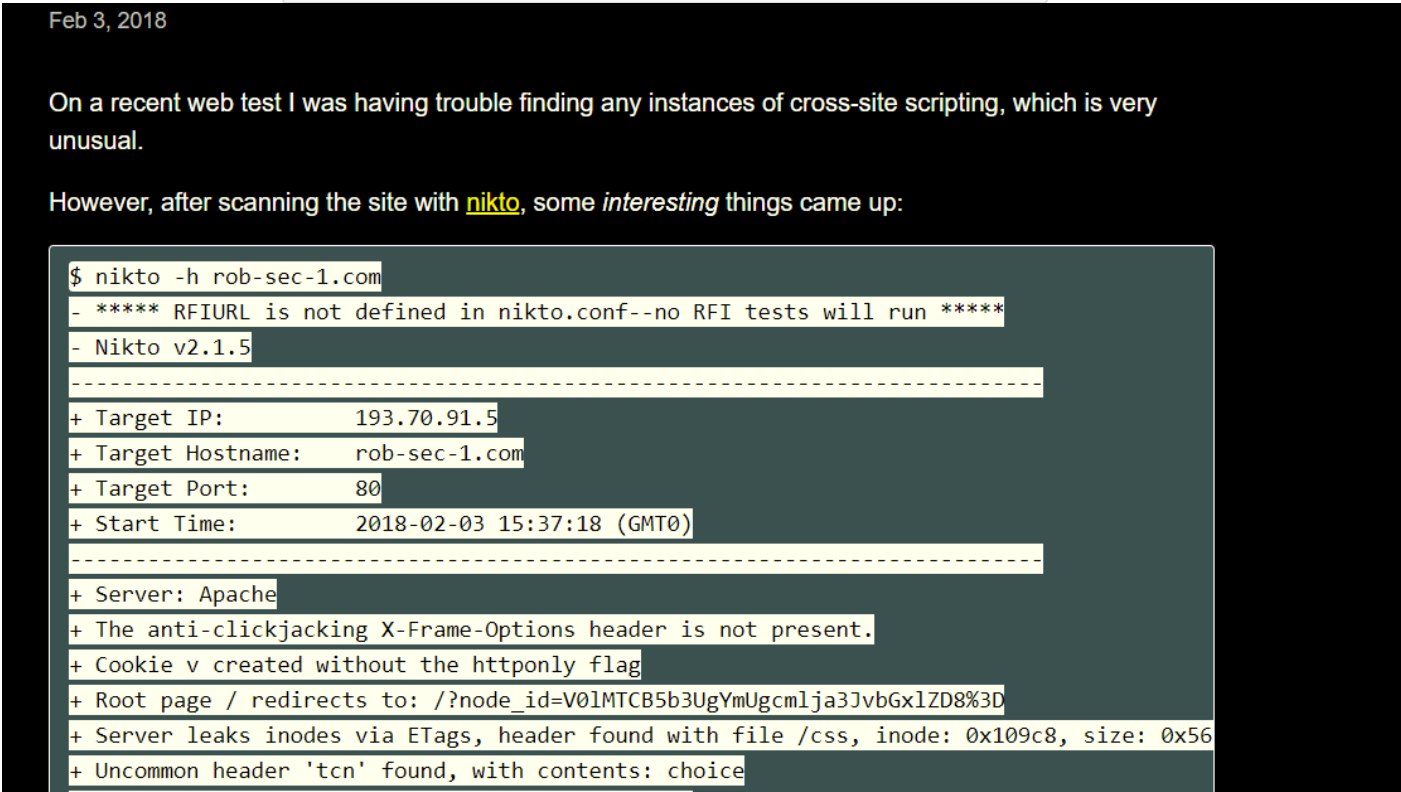 Feb 3, 2018
On a recent web test I was having trouble finding any instances of cross-site scripting, which is very
unusual.
However, after scanning the site with nikto, some interesting things came up:
$ nikto -h rob-sec-1.com
- ***** RFIURL is not defined in nikto.conf--no RFI tests will run *****
- Nikto v2.1.5
---------------------------------------------------------------------------
+ Target IP:          193.70.91.5
+ Target Hostname:    rob-sec-1.com
+ Target Port:        80
+ Start Time:         2018-02-03 15:37:18 (GMT0)
---------------------------------------------------------------------------
+ Server: Apache
+ The anti-clickjacking X-Frame-Options header is not present.
+ Cookie v created without the httponly flag
+ Root page / redirects to: /?node_id=V0lMTCB5b3UgYmUgcmlja3JvbGxlZD8%3D
+ Server leaks inodes via ETags, header found with file /css, inode: 0x109c8, size: 0x56
+ Uncommon header 'tcn' found, with contents: choice